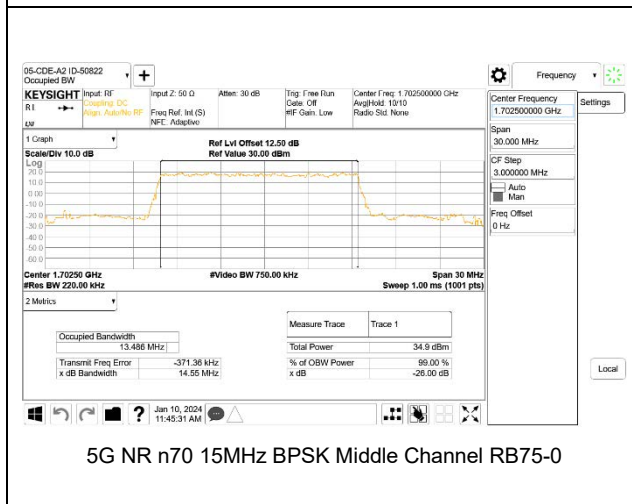 05-CDE-A2 ID-50822
Occupied BW
Frequency
KEYSIGHT Input: RF Input Z: 50 Ω Atten: 30 dB Trig: Free Run Center Freq: 1.702500000 GHz
RL Coupling: DC Gate: Off Avg|Hold: 10/10
Align: Auto/No RF Freq Ref: Int (S) #IF Gain: Low Radio Std: None
NFE: Adaptive
Center Frequency
1.702500000 GHz
Settings
Span
30.000 MHz
CF Step
3.000000 MHz
Auto
Man
Freq Offset
0 Hz
1 Graph
Ref Lvl Offset 12.50 dB
Scale/Div 10.0 dB Ref Value 30.00 dBm
Log
20.0
10.0
0.00
-10.0
-20.0
-30.0
-40.0
-50.0
-60.0
Center 1.70250 GHz #Video BW 750.00 kHz Span 30 MHz
#Res BW 220.00 kHz Sweep 1.00 ms (1001 pts)
2 Metrics
Measure Trace Trace 1
Occupied Bandwidth
13.486 MHz Total Power 34.9 dBm
Transmit Freq Error -371.36 kHz % of OBW Power 99.00 %
x dB Bandwidth 14.55 MHz x dB -26.00 dB
Local
? Jan 10, 2024
11:45:31 AM
5G NR n70 15MHz BPSK Middle Channel RB75-0